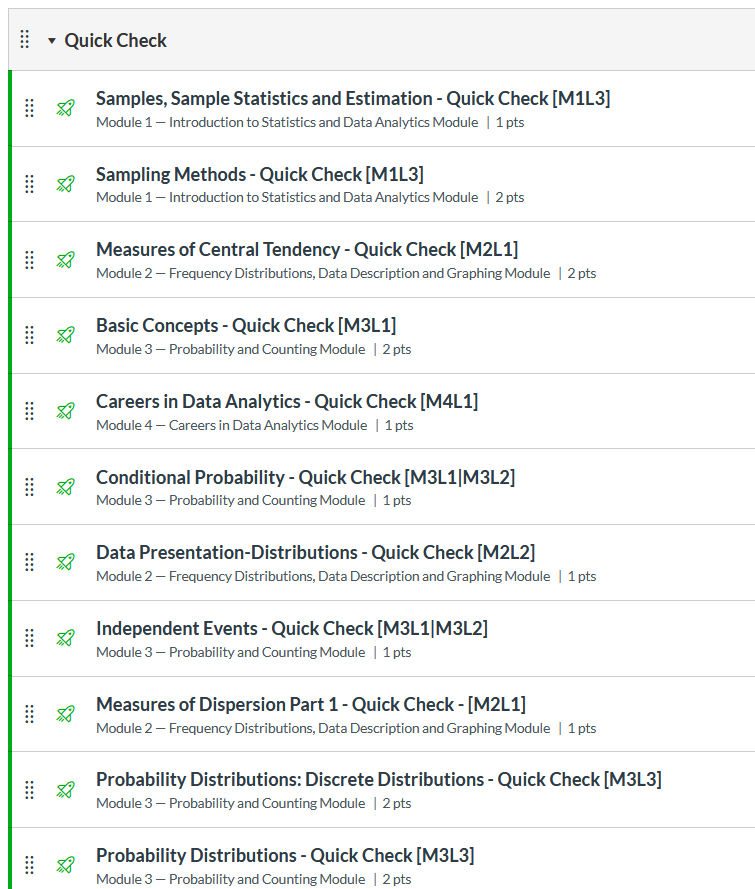 Quick Check
Samples, Sample Statistics and Estimation - Quick Check [M1L3]
Module 1 — Introduction to Statistics and Data Analytics Module | 1 pts
Sampling Methods - Quick Check [M1L3]
Module 1 — Introduction to Statistics and Data Analytics Module | 2 pts
Measures of Central Tendency - Quick Check [M2L1]
Module 2 — Frequency Distributions, Data Description and Graphing Module | 2 pts
Basic Concepts - Quick Check [M3L1]
Module 3 — Probability and Counting Module | 2 pts
Careers in Data Analytics - Quick Check [M4L1]
Module 4 — Careers in Data Analytics Module | 1 pts
Conditional Probability - Quick Check [M3L1|M3L2]
Module 3 — Probability and Counting Module | 1 pts
Data Presentation-Distributions - Quick Check [M2L2]
Module 2 — Frequency Distributions, Data Description and Graphing Module | 1 pts
Independent Events - Quick Check [M3L1|M3L2]
Module 3 — Probability and Counting Module | 1 pts
Measures of Dispersion Part 1 - Quick Check - [M2L1]
Module 2 — Frequency Distributions, Data Description and Graphing Module | 1 pts
Probability Distributions: Discrete Distributions - Quick Check [M3L3]
Module 3 — Probability and Counting Module | 2 pts
Probability Distributions - Quick Check [M3L3]
Module 3 — Probability and Counting Module | 2 pts